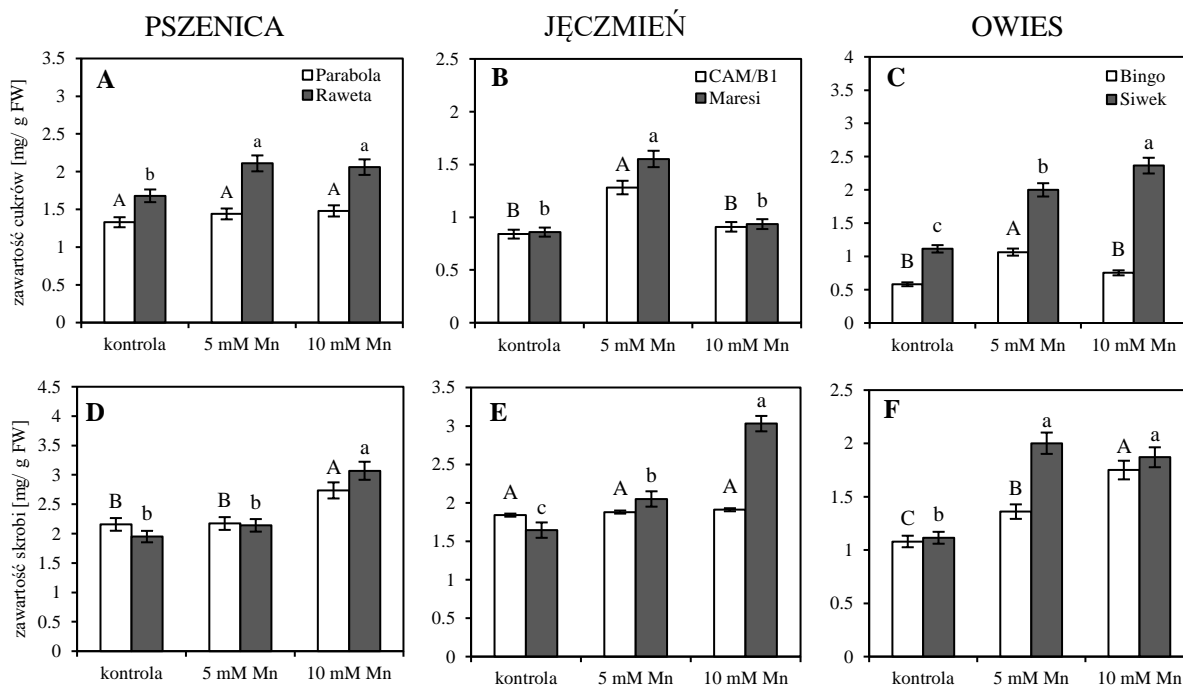 PSZENICA
JĘCZMIEŃ
OWIES
zawartość cukrów [mg/ g FW]
A
Parabola
Raweta
3.5
3
2.5
2
1.5
1
0.5
0
A
b
A
a
A
a
kontrola
5 mM Mn
10 mM Mn
B
CAM/B1
Maresi
2.5
2
1.5
1
0.5
0
B
b
A
a
B
b
kontrola
5 mM Mn
10 mM Mn
C
Bingo
Siwek
4
3.5
3
2.5
2
1.5
1
0.5
0
B
c
A
b
B
a
kontrola
5 mM Mn
10 mM Mn
zawartość skrobi [mg/ g FW]
D
4.5
4
3.5
3
2.5
2
1.5
1
0.5
0
B
b
B
b
A
a
kontrola
5 mM Mn
10 mM Mn
E
3.5
3
2.5
2
1.5
1
0.5
0
A
c
A
b
A
a
kontrola
5 mM Mn
10 mM Mn
F
2.5
2
1.5
1
0.5
0
C
b
B
a
A
a
kontrola
5 mM Mn
10 mM Mn